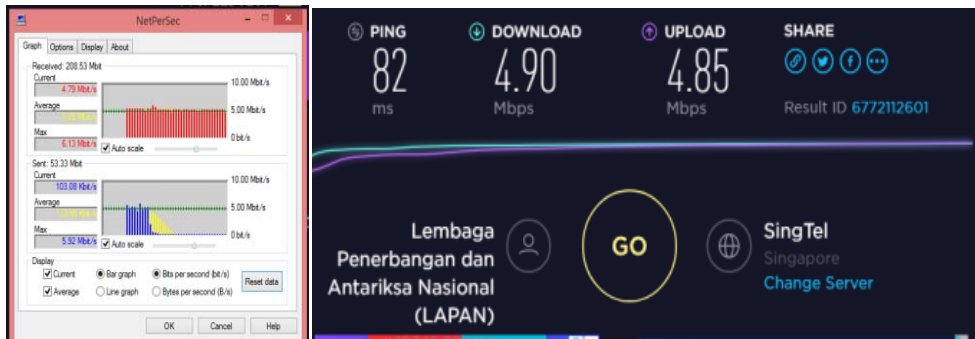 NetPerSec
Graph Options Display About
Received: 208.53 Mbit
Current
4.79 Mbit/s
Average
Max
6.13 Mbit/s
Auto scale
10.00 Mbit/s
5.00 Mbit/s
0 bit/s
Sent: 53.33 Mbit
Current
103.08 Kbit/s
Average
Max
5.92 Mbit/s
Auto scale
10.00 Mbit/s
5.00 Mbit/s
0 bit/s
Display
Current
Bar graph
Bits per second (bit/s)
Average
Line graph
Bytes per second (B/s)
Reset data
OK Cancel Help
PING
82
ms
DOWNLOAD
4.90
Mbps
UPLOAD
4.85
Mbps
SHARE
Result ID 6772112601
Lembaga
Penerbangan dan
Antariksa Nasional
(LAPAN)
GO
SingTel
Singapore
Change Server